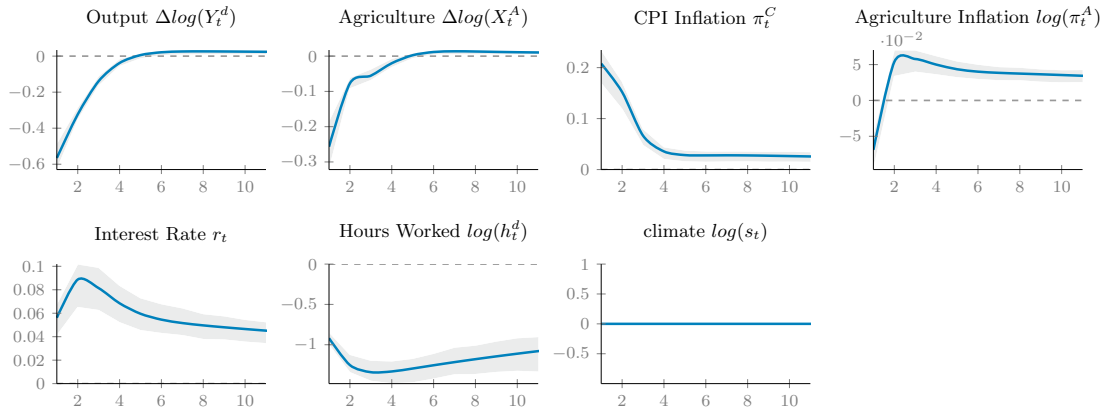 Output Δlog(Y_t^d)
Agriculture Δlog(X_t^A)
CPI Inflation π_t^C
Agriculture Inflation log(π_t^A)
0
−0.2
−0.4
−0.6
2 4 6 8 10
0
−0.1
−0.2
−0.3
2 4 6 8 10
0.2
0.1
0
2 4 6 8 10
·10^−2
5
0
−5
2 4 6 8 10
Interest Rate r_t
Hours Worked log(h_t^d)
climate log(s_t)
0.1
0.08
0.06
0.04
0.02
0
2 4 6 8 10
0
−0.5
−1
2 4 6 8 10
1
0.5
0
−0.5
2 4 6 8 10